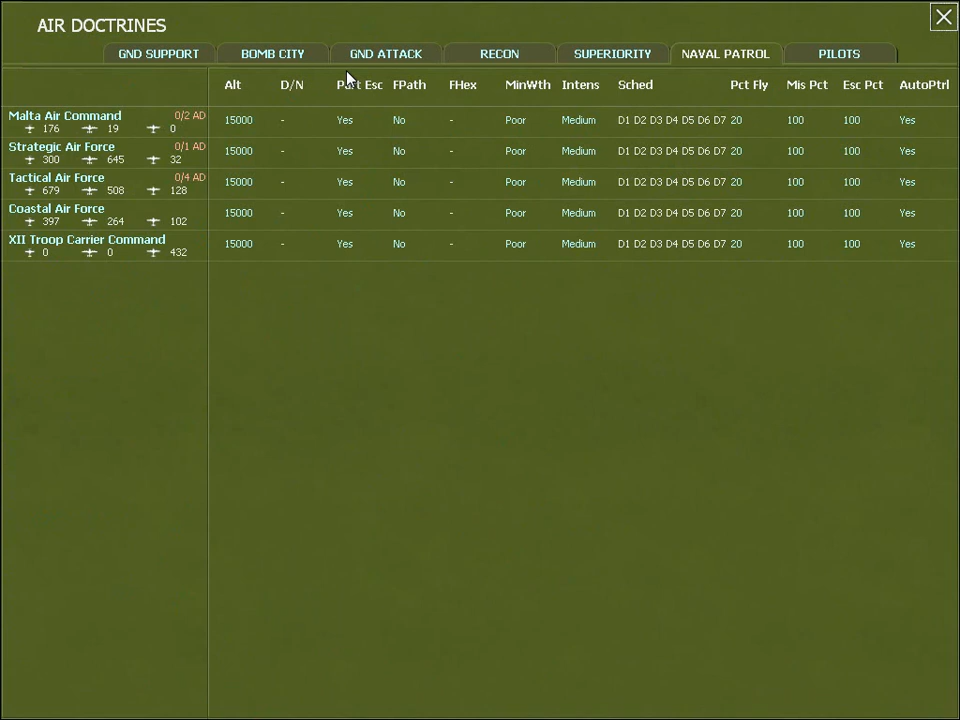 AIR DOCTRINES
GND SUPPORT BOMB CITY GND ATTACK RECON SUPERIORITY NAVAL PATROL PILOTS
Alt D/N Esc FPath FHex MinWth Intens Sched Pct Fly Mis Pct Esc Pct AutoPtrl
Malta Air Command 0/2 AD
176 19 0
15000 - Yes No - Poor Medium D1 D2 D3 D4 D5 D6 D7 20 100 100 Yes
Strategic Air Force 0/1 AD
300 645 32
15000 - Yes No - Poor Medium D1 D2 D3 D4 D5 D6 D7 20 100 100 Yes
Tactical Air Force 0/4 AD
679 508 128
15000 - Yes No - Poor Medium D1 D2 D3 D4 D5 D6 D7 20 100 100 Yes
Coastal Air Force
397 264 102
15000 - Yes No - Poor Medium D1 D2 D3 D4 D5 D6 D7 20 100 100 Yes
XII Troop Carrier Command
0 0 432
15000 - Yes No - Poor Medium D1 D2 D3 D4 D5 D6 D7 20 100 100 Yes